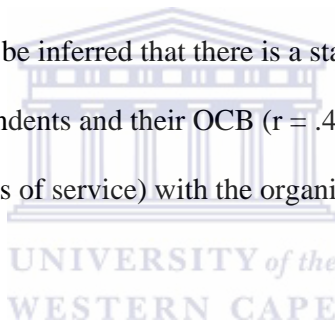 be inferred that there is a sta
ndents and their OCB (r = .4
s of service) with the organi
UNIVERSITY of the
WESTERN CAPE